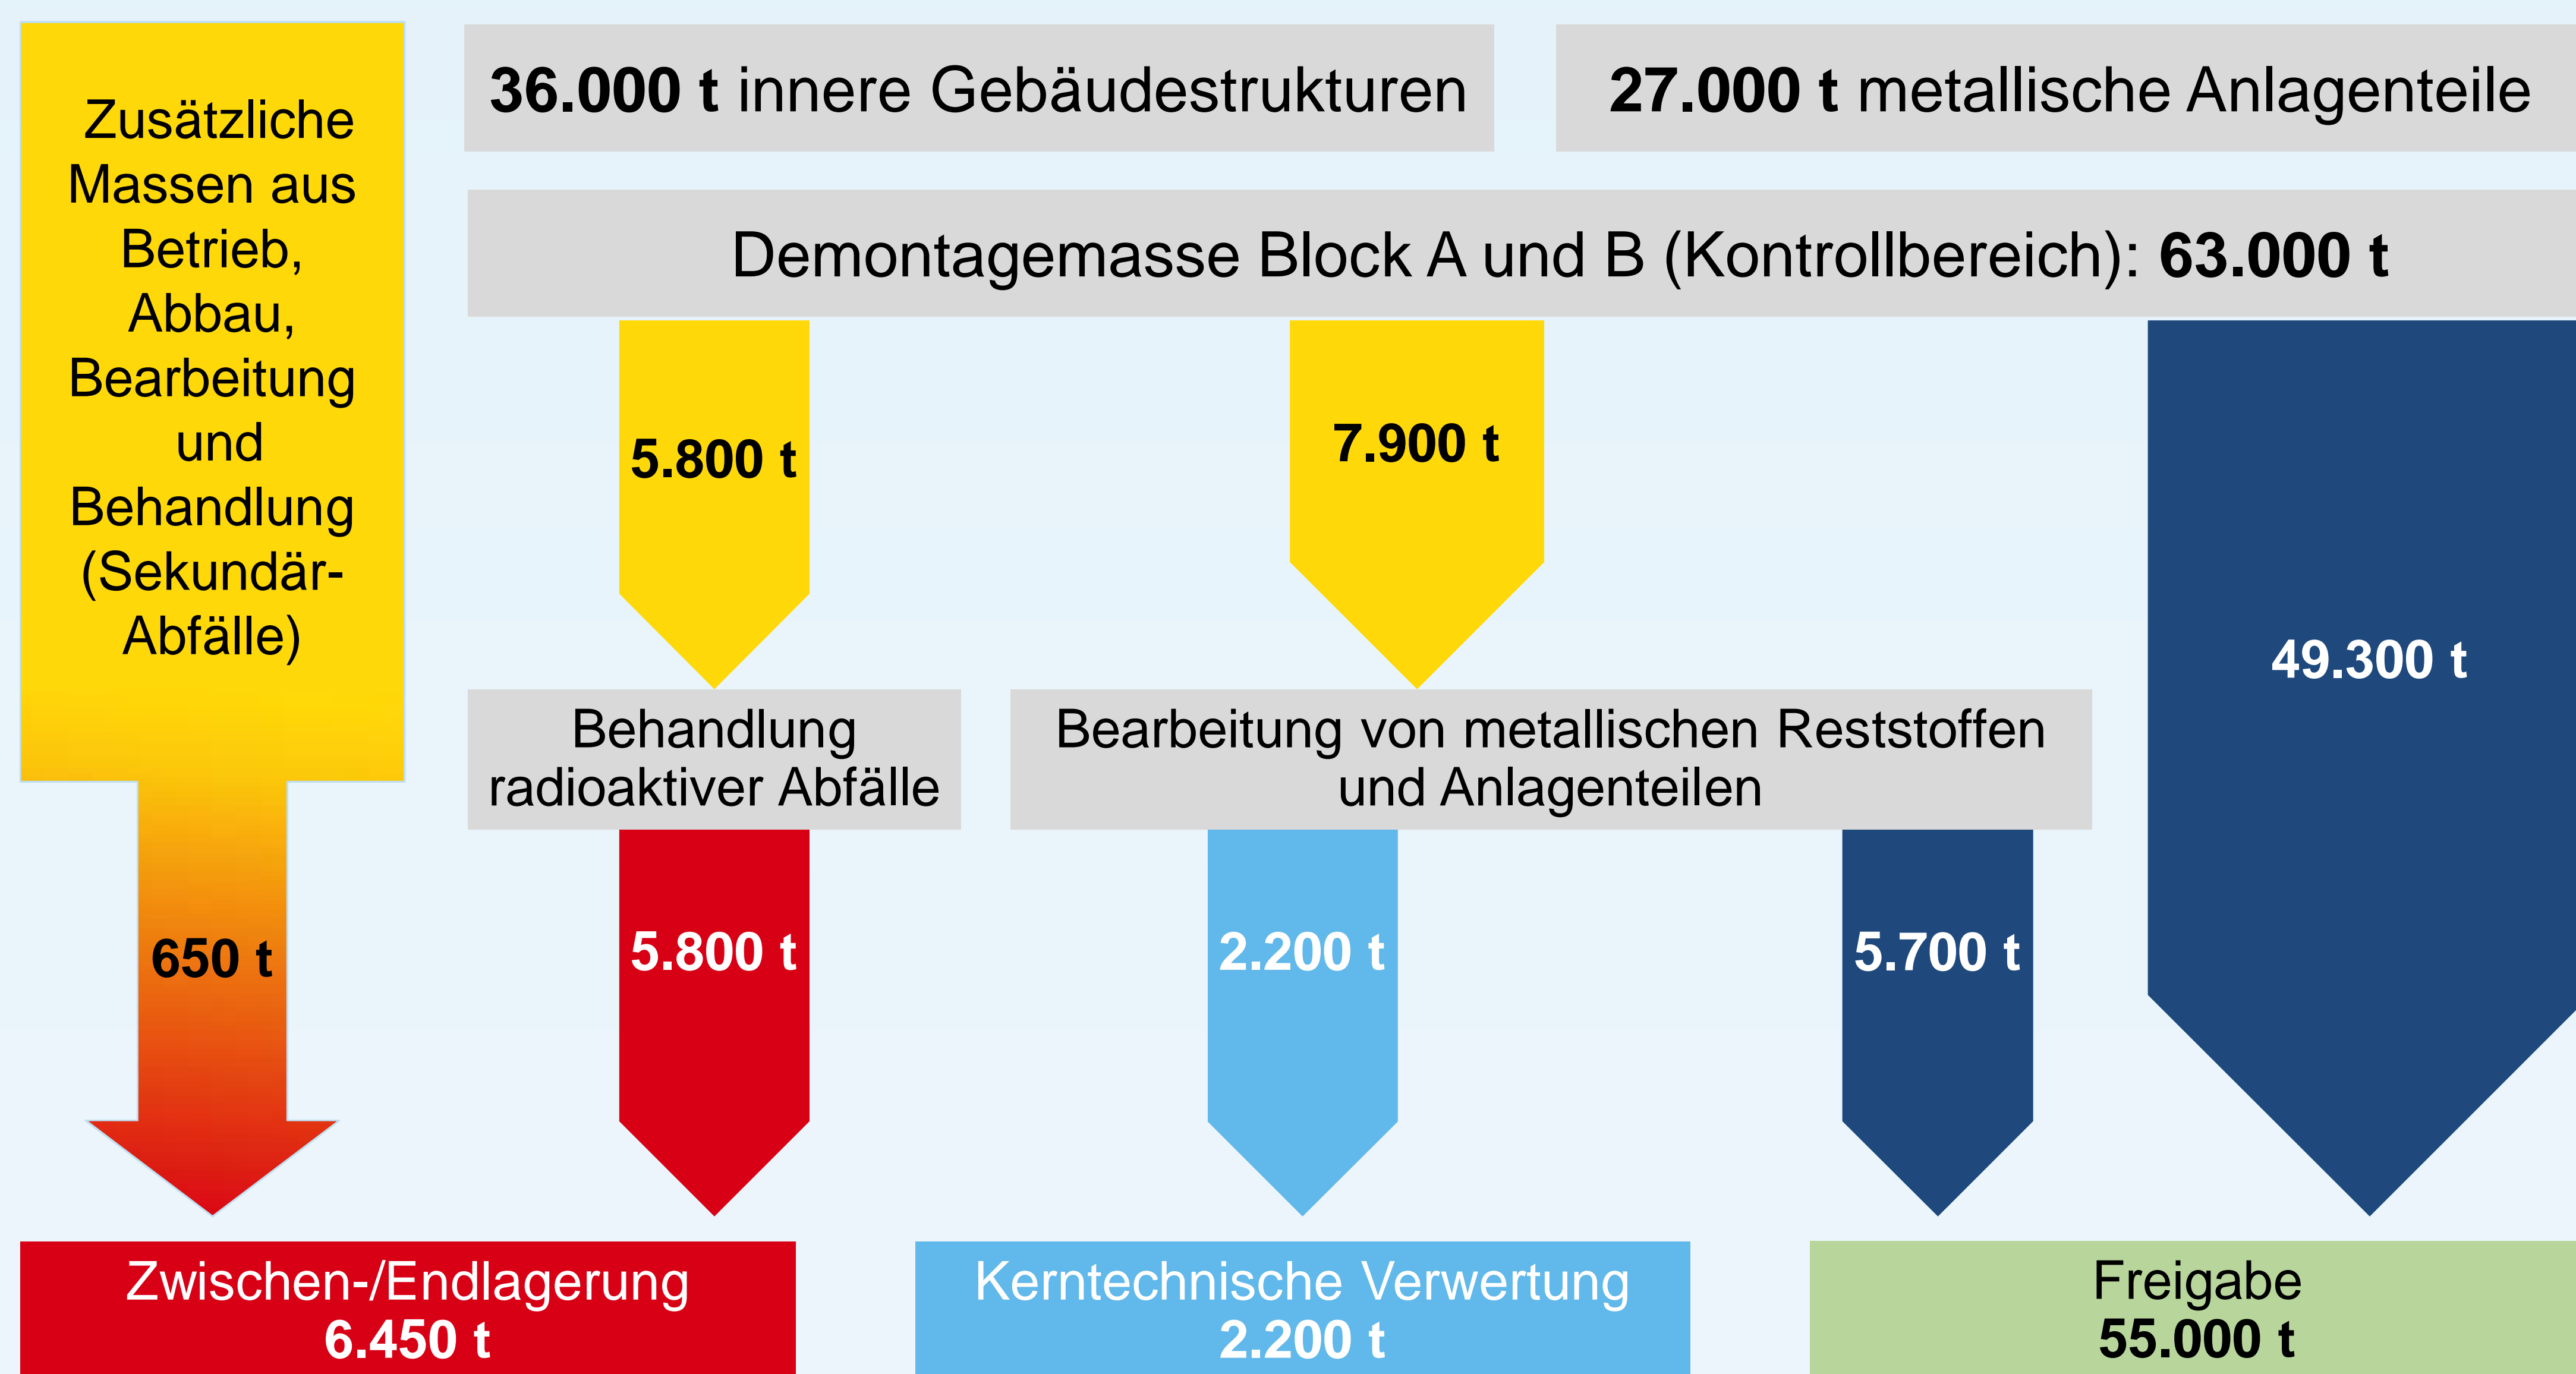 Zusätzliche
Massen aus
Betrieb,
Abbau,
Bearbeitung
und
Behandlung
(Sekundär-
Abfälle)
650 t
36.000 t innere Gebäudestrukturen
27.000 t metallische Anlagenteile
Demontagemasse Block A und B (Kontrollbereich): 63.000 t
5.800 t
7.900 t
49.300 t
Behandlung
radioaktiver Abfälle
Bearbeitung von metallischen Reststoffen
und Anlagenteilen
5.800 t
2.200 t
5.700 t
Zwischen-/Endlagerung
6.450 t
Kerntechnische Verwertung
2.200 t
Freigabe
55.000 t